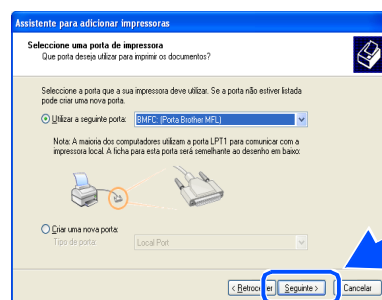 Assistente para adicionar impressoras
Seleccione uma porta de impressora
Que porta deseja utilizar para imprimir os documentos?
Seleccione a porta que a sua impressora deve utilizar. Se a porta não estiver listada
pode criar uma nova porta.
Utilizar a seguinte porta: BMFC: (Porta Brother MFL)
Nota: A maioria dos computadores utilizam a porta LPT1 para comunicar com a
impressora local. A ficha para esta porta será semelhante ao desenho em baixo:
Criar uma nova porta:
Tipo de porta: Local Port
< Retroceder Seguinte > Cancelar